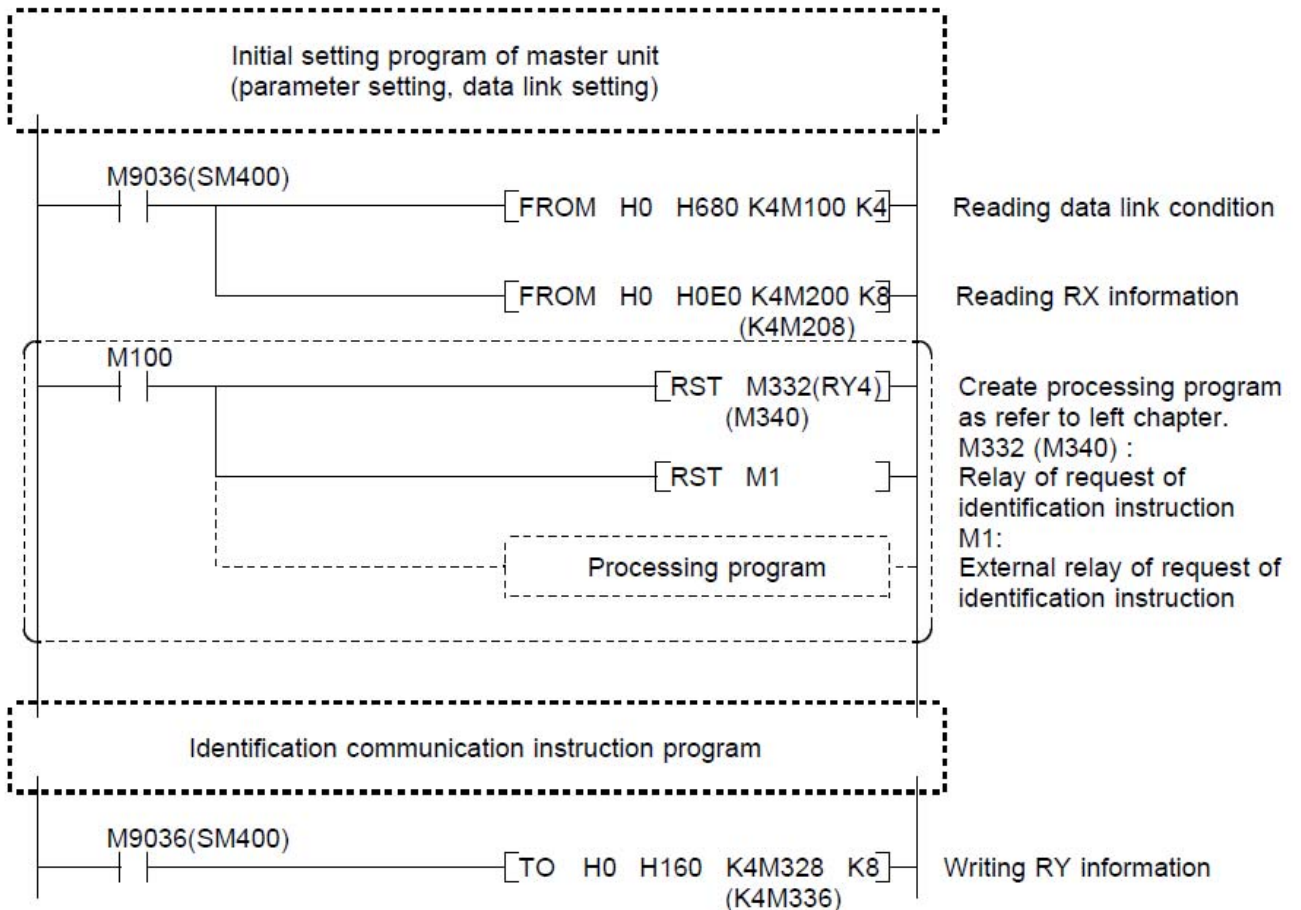 Initial setting program of master unit
(parameter setting, data link setting)
M9036(SM400)
FROM H0 H680 K4M100 K4
Reading data link condition
FROM H0 H0E0 K4M200 K8
Reading RX information
(K4M208)
M100
RST M332(RY4)
(M340)
RST M1
Processing program
Create processing program
as refer to left chapter.
M332 (M340) :
Relay of request of
identification instruction
M1:
External relay of request of
identification instruction
Identification communication instruction program
M9036(SM400)
TO H0 H160 K4M328 K8
Writing RY information
(K4M336)